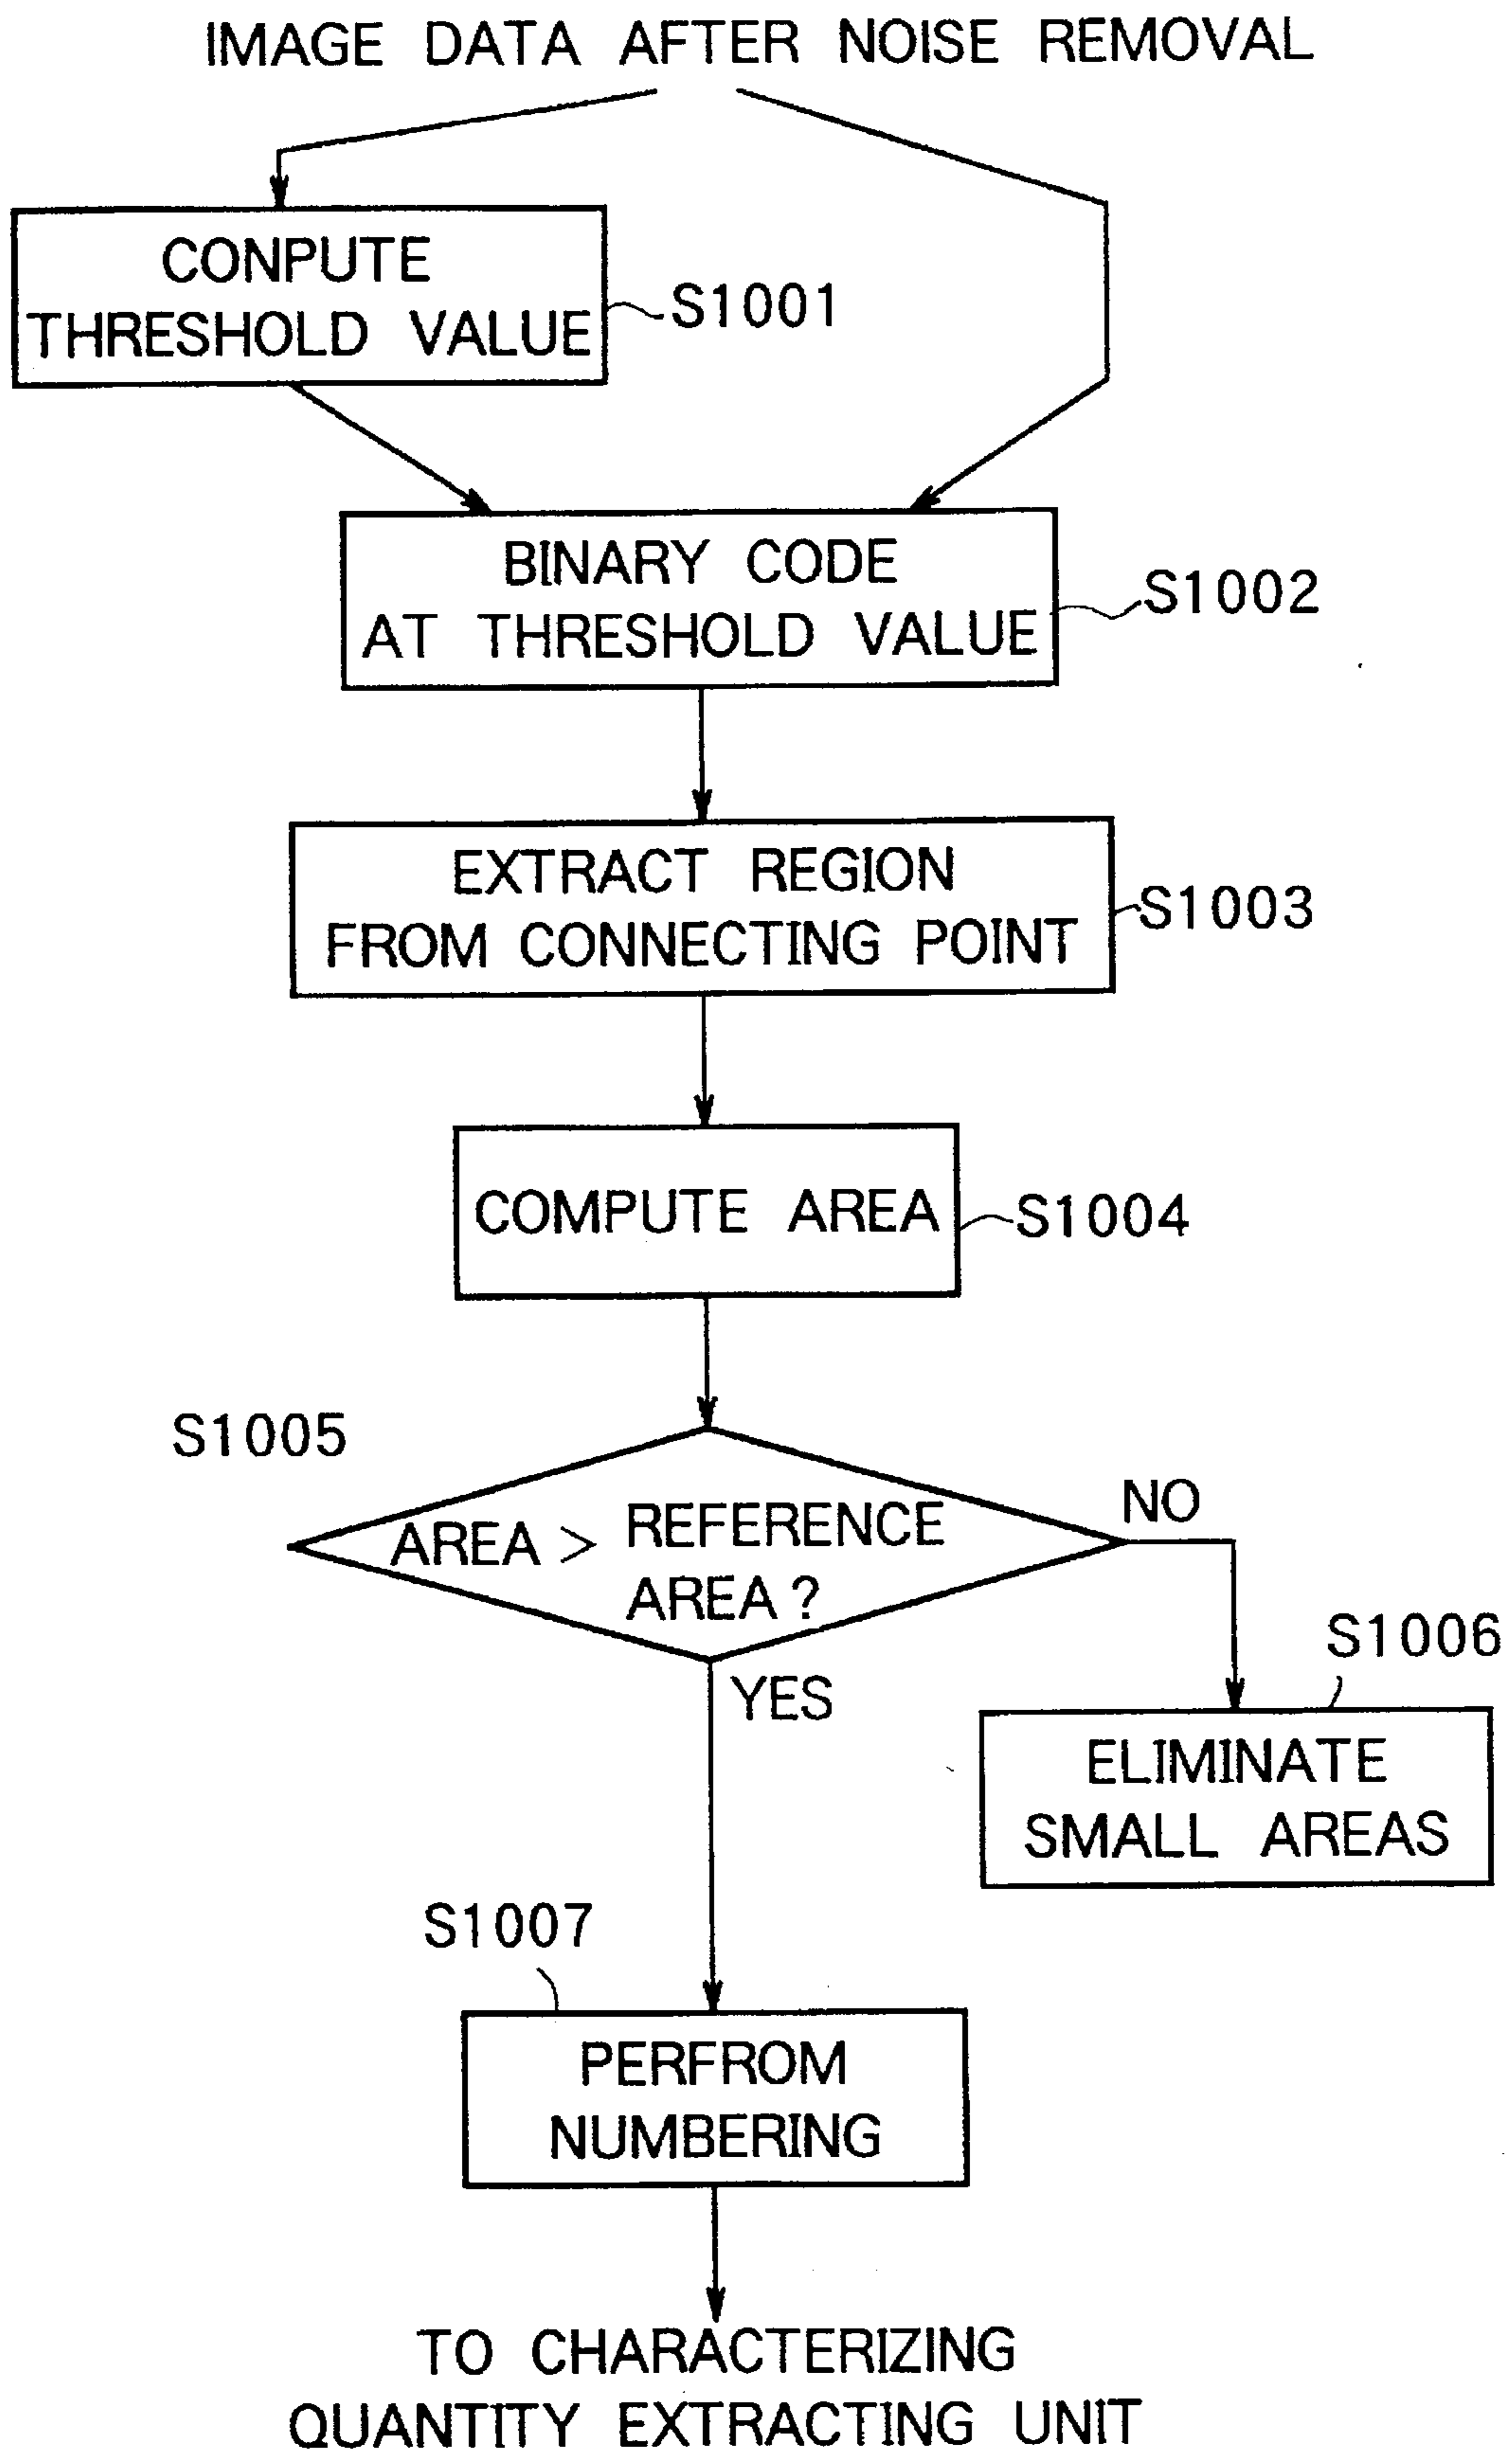 IMAGE DATA AFTER NOISE REMOVAL
CONPUTE
THRESHOLD VALUE
S1001
BINARY CODE
AT THRESHOLD VALUE
S1002
EXTRACT REGION
FROM CONNECTING POINT
S1003
COMPUTE AREA
S1004
S1005
AREA > REFERENCE
AREA?
NO
YES
S1006
ELIMINATE
SMALL AREAS
S1007
PERFROM
NUMBERING
TO CHARACTERIZING
QUANTITY EXTRACTING UNIT